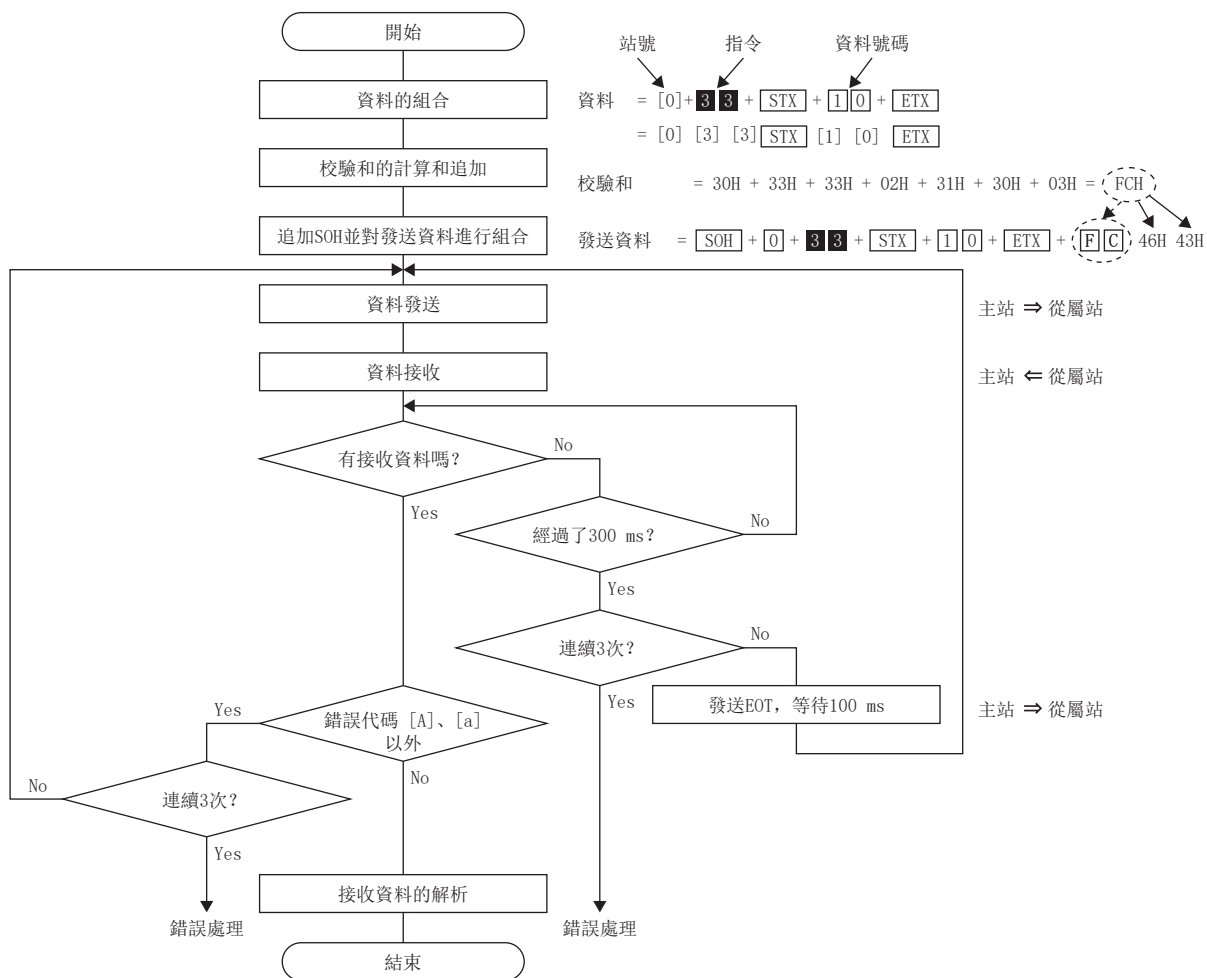 開始
站號 指令 資料號碼
資料的組合
資料 = [0]+ 3 3 + STX + 1 0 + ETX
= [0] [3] [3] STX [1] [0] ETX
校驗和的計算和追加
校驗和 = 30H + 33H + 33H + 02H + 31H + 30H + 03H = FCH
追加SOH並對發送資料進行組合
發送資料 = SOH + 0 + 3 3 + STX + 1 0 + ETX + F C 46H 43H
資料發送
主站 ⇒ 從屬站
資料接收
主站 ⇐ 從屬站
有接收資料嗎?
No
Yes
經過了300 ms?
No
Yes
連續3次?
No
Yes
發送EOT, 等待100 ms
主站 ⇒ 從屬站
錯誤代碼 [A]、[a]
以外
Yes
No
連續3次?
No
Yes
接收資料的解析
錯誤處理
錯誤處理
結束